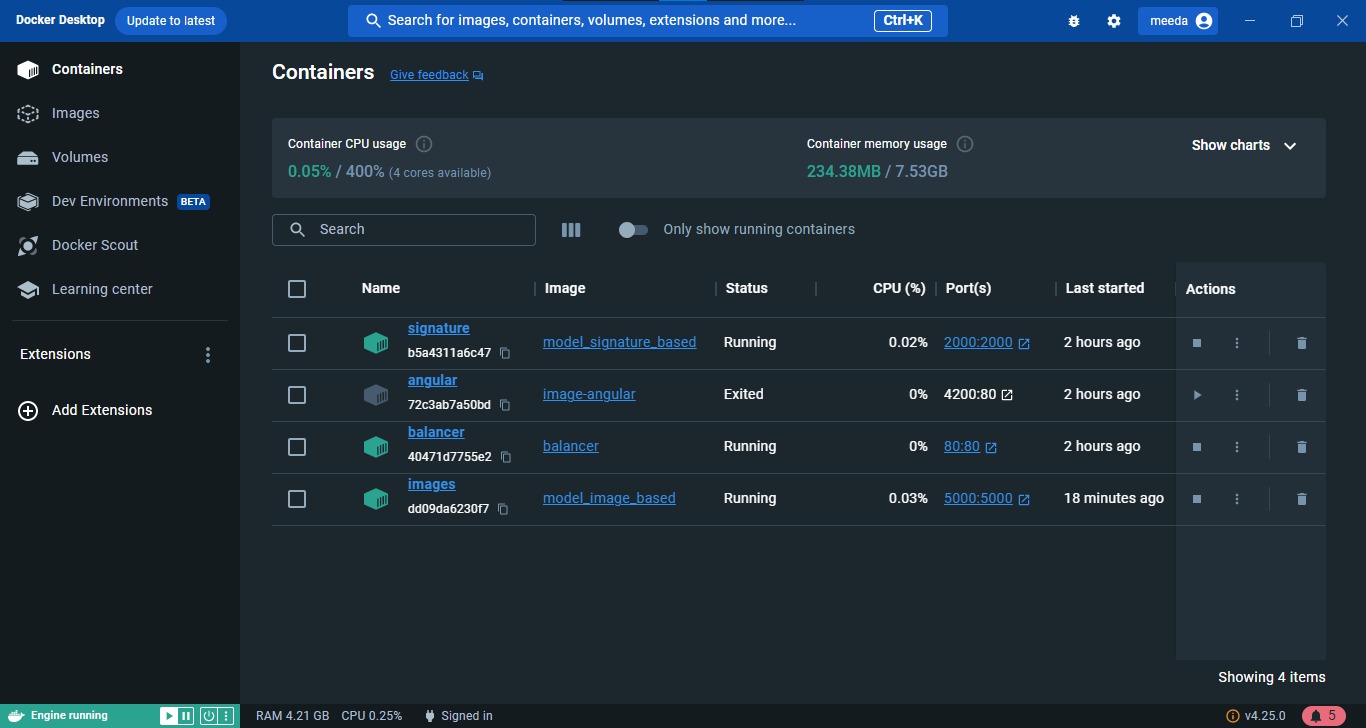 Docker Desktop Update to latest Search for images, containers, volumes, extensions and more... Ctrl+K meeda
Containers
Images
Volumes
Dev Environments BETA
Docker Scout
Learning center
Extensions
Add Extensions
Containers Give feedback
Container CPU usage
0.05% / 400% (4 cores available)
Container memory usage
234.38MB / 7.53GB
Show charts
Search Only show running containers
Name Image Status CPU (%) Port(s) Last started Actions
signature
b5a4311a6c47 model_signature_based Running 0.02% 2000:2000 2 hours ago
angular
72c3ab7a50bd image-angular Exited 0% 4200:80 2 hours ago
balancer
40471d7755e2 balancer Running 0% 80:80 2 hours ago
images
dd09da6230f7 model_image_based Running 0.03% 5000:5000 18 minutes ago
Showing 4 items
Engine running RAM 4.21 GB CPU 0.25% Signed in v4.25.0 5